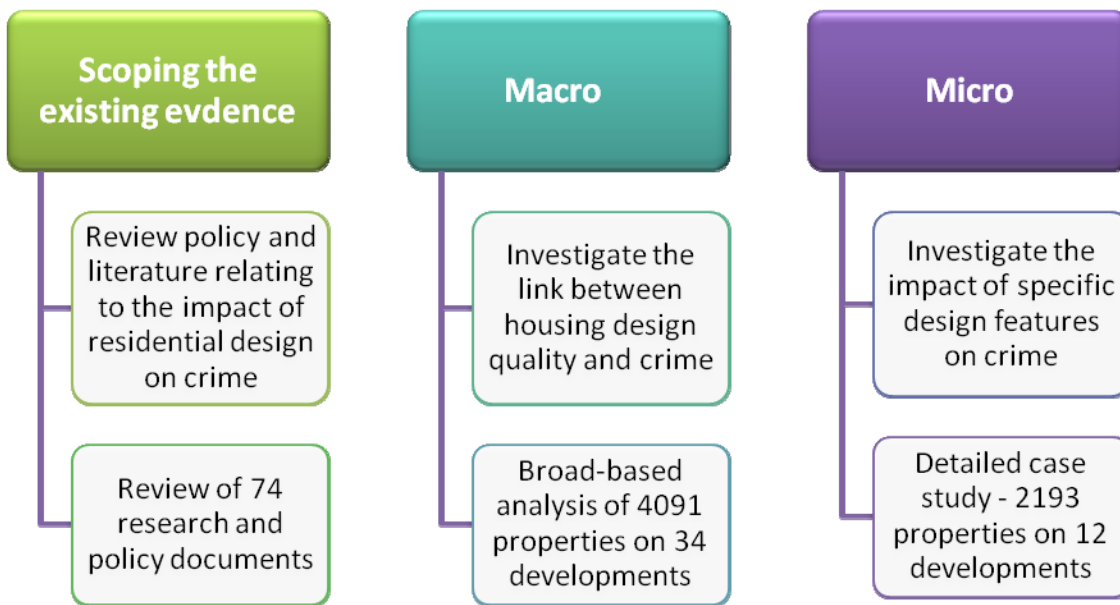 Scoping the
existing evdence
Review policy and
literature relating
to the impact of
residential design
on crime
Review of 74
research and
policy documents
Macro
Investigate the
link between
housing design
quality and crime
Broad-based
analysis of 4091
properties on 34
developments
Micro
Investigate the
impact of specific
design features
on crime
Detailed case
study - 2193
properties on 12
developments